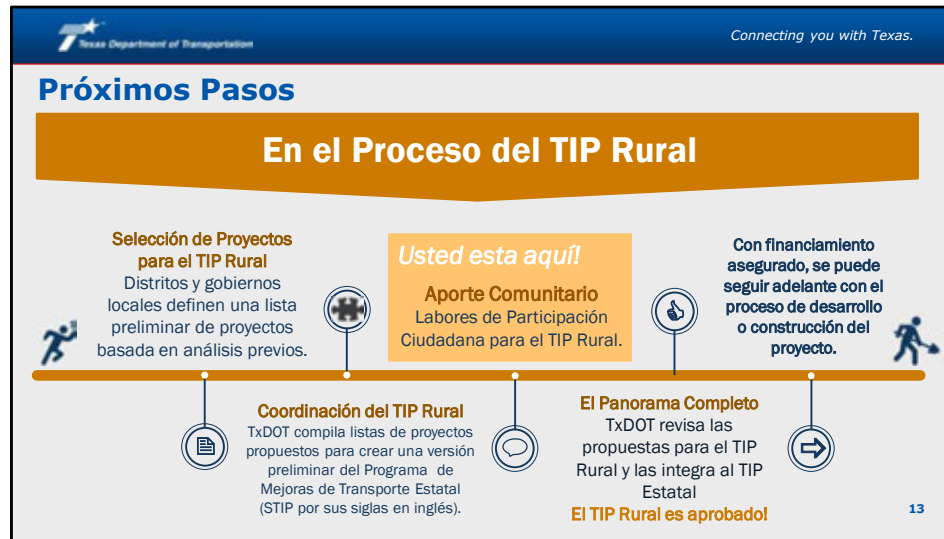 Texas Department of Transportation
Connecting you with Texas.
Próximos Pasos
En el Proceso del TIP Rural
Selección de Proyectos
para el TIP Rural
Distritos y gobiernos
locales definen una lista
preliminar de proyectos
basada en análisis previos.
Usted esta aquí!
Aporte Comunitario
Labores de Participación
Ciudadana para el TIP Rural.
Con financiamiento
asegurado, se puede
seguir adelante con el
proceso de desarrollo
o construcción del
proyecto.
Coordinación del TIP Rural
TxDOT compila listas de proyectos
propuestos para crear una versión
preliminar del Programa de
Mejoras de Transporte Estatal
(STIP por sus siglas en inglés).
El Panorama Completo
TxDOT revisa las
propuestas para el TIP
Rural y las integra al TIP
Estatal
El TIP Rural es aprobado!
13